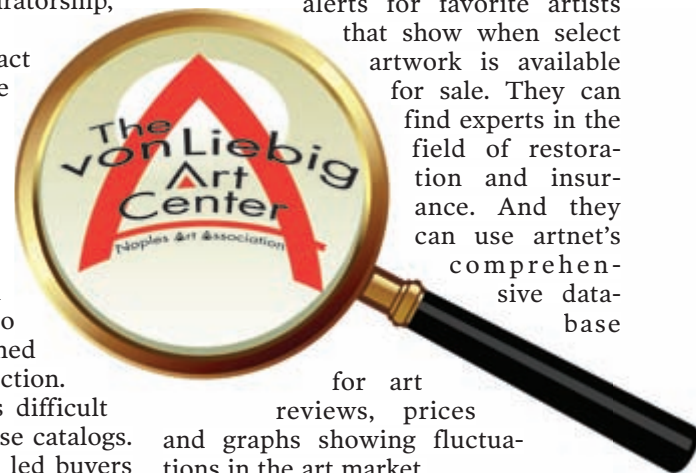 ratorship,
act
e
o
ned
ction.
s difficult
se catalogs.
led buyers
The
vonLiebig
Art
Center
Naples Art Association
alerts for favorite artists
that show when select
artwork is available
for sale. They can
find experts in the
field of restora-
tion and insur-
ance. And they
can use artnet's
comprehen-
sive data-
base
for art
reviews, prices
and graphs showing fluctua-
tions in the art market